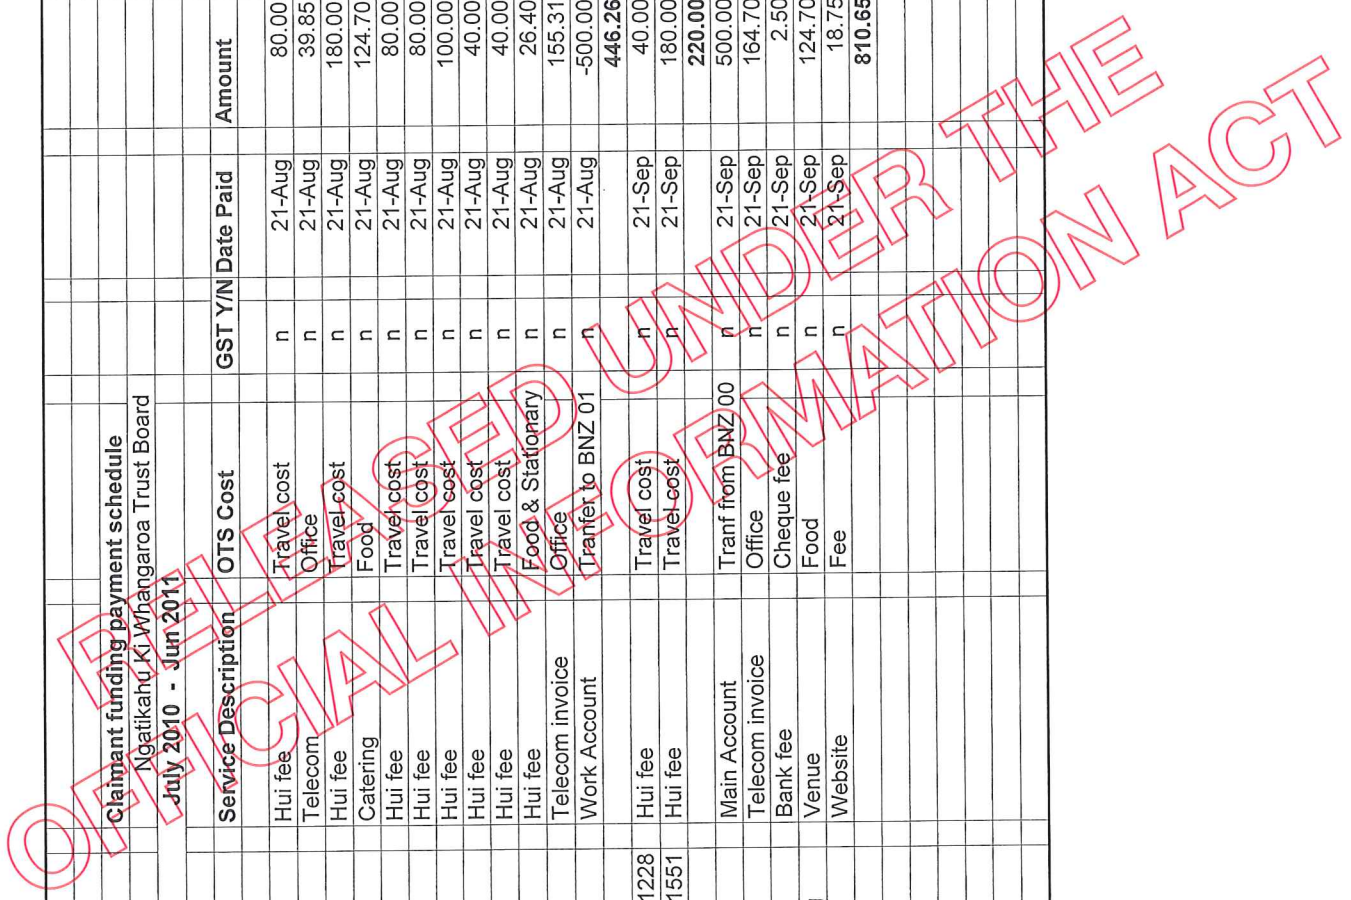 Claimant funding payment schedule
Ngatikahu Ki Whangaroa Trust Board
July 2010 - Jun 2011
Service Description OTS Cost GST Y/N Date Paid Amount
Hui fee Travel cost n 21-Aug 80.00
Telecom Office n 21-Aug 39.85
Hui fee Travel cost n 21-Aug 180.00
Catering Food n 21-Aug 124.70
Hui fee Travel cost n 21-Aug 80.00
Hui fee Travel cost n 21-Aug 80.00
Hui fee Travel cost n 21-Aug 100.00
Hui fee Travel cost n 21-Aug 40.00
Hui fee Travel cost n 21-Aug 40.00
Hui fee Food & Stationary n 21-Aug 26.40
Telecom invoice Office n 21-Aug 155.31
Work Account Tranfer to BNZ 01 n 21-Aug -500.00
446.26
1228 Hui fee Travel cost n 21-Sep 40.00
1551 Hui fee Travel cost n 21-Sep 180.00
220.00
Main Account Tranf from BNZ 00 n 21-Sep 500.00
Telecom invoice Office n 21-Sep 164.70
Bank fee Cheque fee n 21-Sep 2.50
Venue Food n 21-Sep 124.70
Website Fee n 21-Sep 18.75
810.65
RELEASED UNDER THE
OFFICIAL INFORMATION ACT